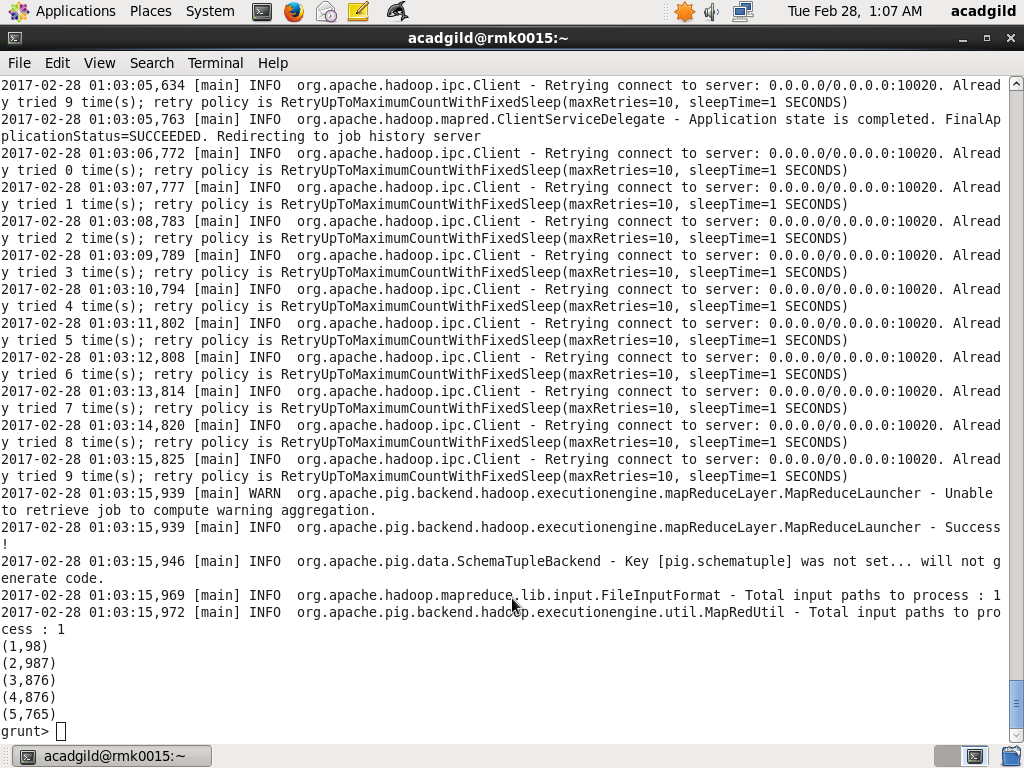 Applications Places System Tue Feb 28, 1:07 AM acadgild
acadgild@rmk0015:~
File Edit View Search Terminal Help
2017-02-28 01:03:05,634 [main] INFO  org.apache.hadoop.ipc.Client - Retrying connect to server: 0.0.0.0/0.0.0.0:10020. Alread
y tried 9 time(s); retry policy is RetryUpToMaximumCountWithFixedSleep(maxRetries=10, sleepTime=1 SECONDS)
2017-02-28 01:03:05,763 [main] INFO  org.apache.hadoop.mapred.ClientServiceDelegate - Application state is completed. FinalAp
plicationStatus=SUCCEEDED. Redirecting to job history server
2017-02-28 01:03:06,772 [main] INFO  org.apache.hadoop.ipc.Client - Retrying connect to server: 0.0.0.0/0.0.0.0:10020. Alread
y tried 0 time(s); retry policy is RetryUpToMaximumCountWithFixedSleep(maxRetries=10, sleepTime=1 SECONDS)
2017-02-28 01:03:07,777 [main] INFO  org.apache.hadoop.ipc.Client - Retrying connect to server: 0.0.0.0/0.0.0.0:10020. Alread
y tried 1 time(s); retry policy is RetryUpToMaximumCountWithFixedSleep(maxRetries=10, sleepTime=1 SECONDS)
2017-02-28 01:03:08,783 [main] INFO  org.apache.hadoop.ipc.Client - Retrying connect to server: 0.0.0.0/0.0.0.0:10020. Alread
y tried 2 time(s); retry policy is RetryUpToMaximumCountWithFixedSleep(maxRetries=10, sleepTime=1 SECONDS)
2017-02-28 01:03:09,789 [main] INFO  org.apache.hadoop.ipc.Client - Retrying connect to server: 0.0.0.0/0.0.0.0:10020. Alread
y tried 3 time(s); retry policy is RetryUpToMaximumCountWithFixedSleep(maxRetries=10, sleepTime=1 SECONDS)
2017-02-28 01:03:10,794 [main] INFO  org.apache.hadoop.ipc.Client - Retrying connect to server: 0.0.0.0/0.0.0.0:10020. Alread
y tried 4 time(s); retry policy is RetryUpToMaximumCountWithFixedSleep(maxRetries=10, sleepTime=1 SECONDS)
2017-02-28 01:03:11,802 [main] INFO  org.apache.hadoop.ipc.Client - Retrying connect to server: 0.0.0.0/0.0.0.0:10020. Alread
y tried 5 time(s); retry policy is RetryUpToMaximumCountWithFixedSleep(maxRetries=10, sleepTime=1 SECONDS)
2017-02-28 01:03:12,808 [main] INFO  org.apache.hadoop.ipc.Client - Retrying connect to server: 0.0.0.0/0.0.0.0:10020. Alread
y tried 6 time(s); retry policy is RetryUpToMaximumCountWithFixedSleep(maxRetries=10, sleepTime=1 SECONDS)
2017-02-28 01:03:13,814 [main] INFO  org.apache.hadoop.ipc.Client - Retrying connect to server: 0.0.0.0/0.0.0.0:10020. Alread
y tried 7 time(s); retry policy is RetryUpToMaximumCountWithFixedSleep(maxRetries=10, sleepTime=1 SECONDS)
2017-02-28 01:03:14,820 [main] INFO  org.apache.hadoop.ipc.Client - Retrying connect to server: 0.0.0.0/0.0.0.0:10020. Alread
y tried 8 time(s); retry policy is RetryUpToMaximumCountWithFixedSleep(maxRetries=10, sleepTime=1 SECONDS)
2017-02-28 01:03:15,825 [main] INFO  org.apache.hadoop.ipc.Client - Retrying connect to server: 0.0.0.0/0.0.0.0:10020. Alread
y tried 9 time(s); retry policy is RetryUpToMaximumCountWithFixedSleep(maxRetries=10, sleepTime=1 SECONDS)
2017-02-28 01:03:15,939 [main] WARN  org.apache.pig.backend.hadoop.executionengine.mapReduceLayer.MapReduceLauncher - Unable
to retrieve job to compute warning aggregation.
2017-02-28 01:03:15,939 [main] INFO  org.apache.pig.backend.hadoop.executionengine.mapReduceLayer.MapReduceLauncher - Success
!
2017-02-28 01:03:15,946 [main] INFO  org.apache.pig.data.SchemaTupleBackend - Key [pig.schematuple] was not set... will not g
enerate code.
2017-02-28 01:03:15,969 [main] INFO  org.apache.hadoop.mapreduce.lib.input.FileInputFormat - Total input paths to process : 1
2017-02-28 01:03:15,972 [main] INFO  org.apache.pig.backend.hadoop.executionengine.util.MapRedUtil - Total input paths to pro
cess : 1
(1,98)
(2,987)
(3,876)
(4,876)
(5,765)
grunt>
acadgild@rmk0015:~